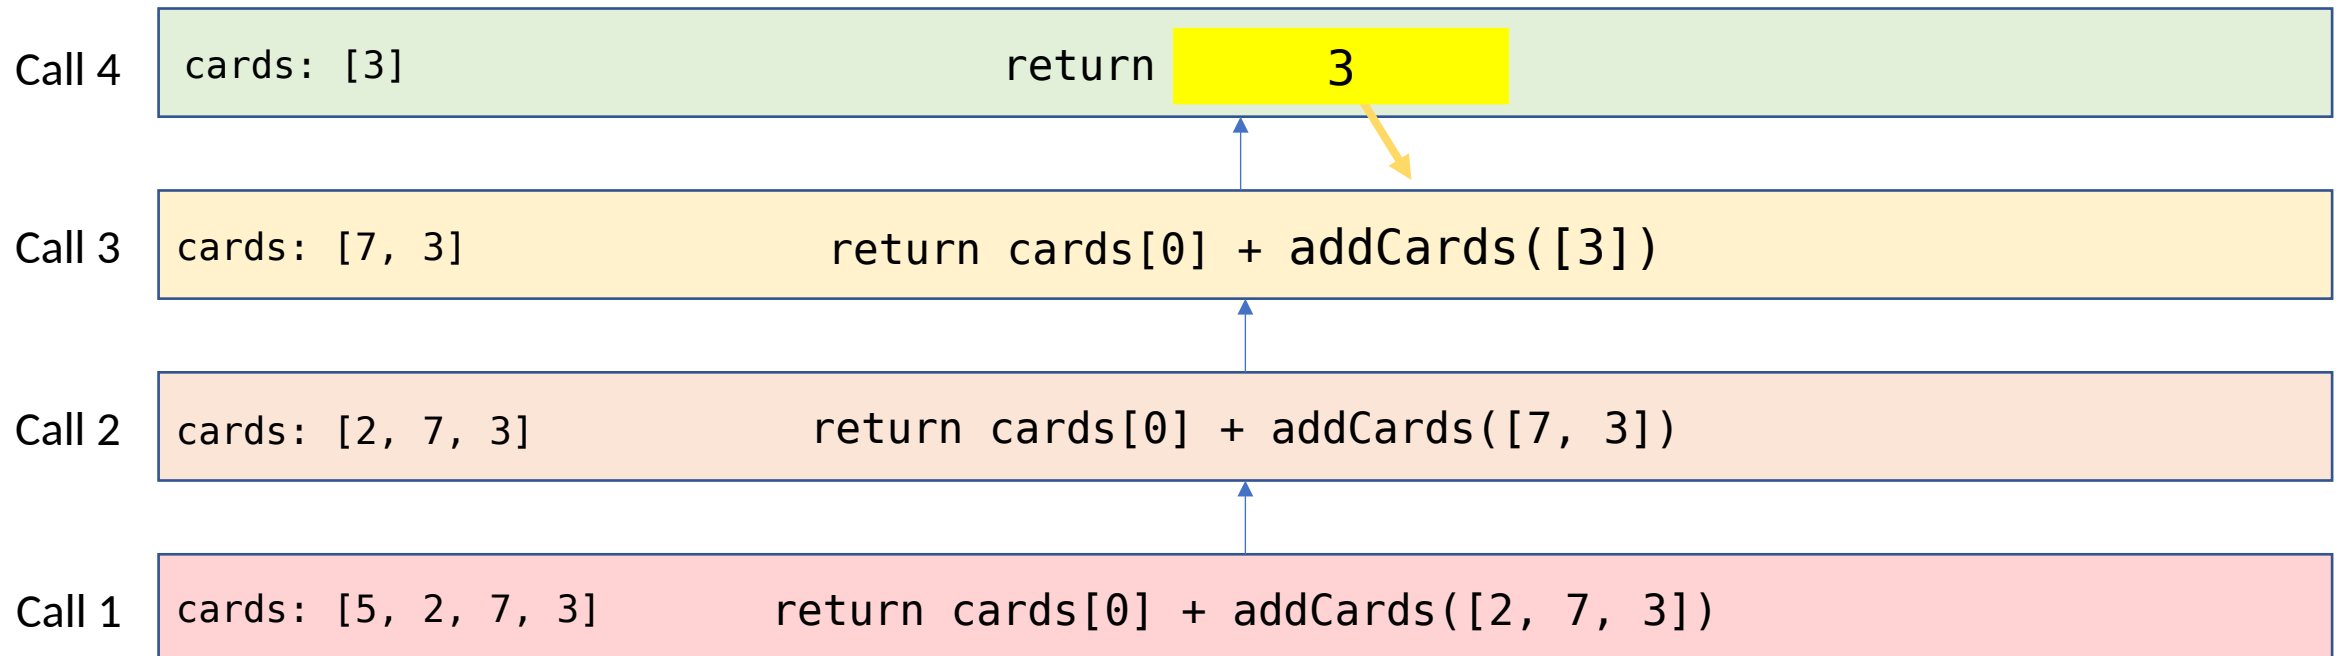 Call 4 cards: [3] return 3
Call 3 cards: [7, 3] return cards[0] + addCards([3])
Call 2 cards: [2, 7, 3] return cards[0] + addCards([7, 3])
Call 1 cards: [5, 2, 7, 3] return cards[0] + addCards([2, 7, 3])